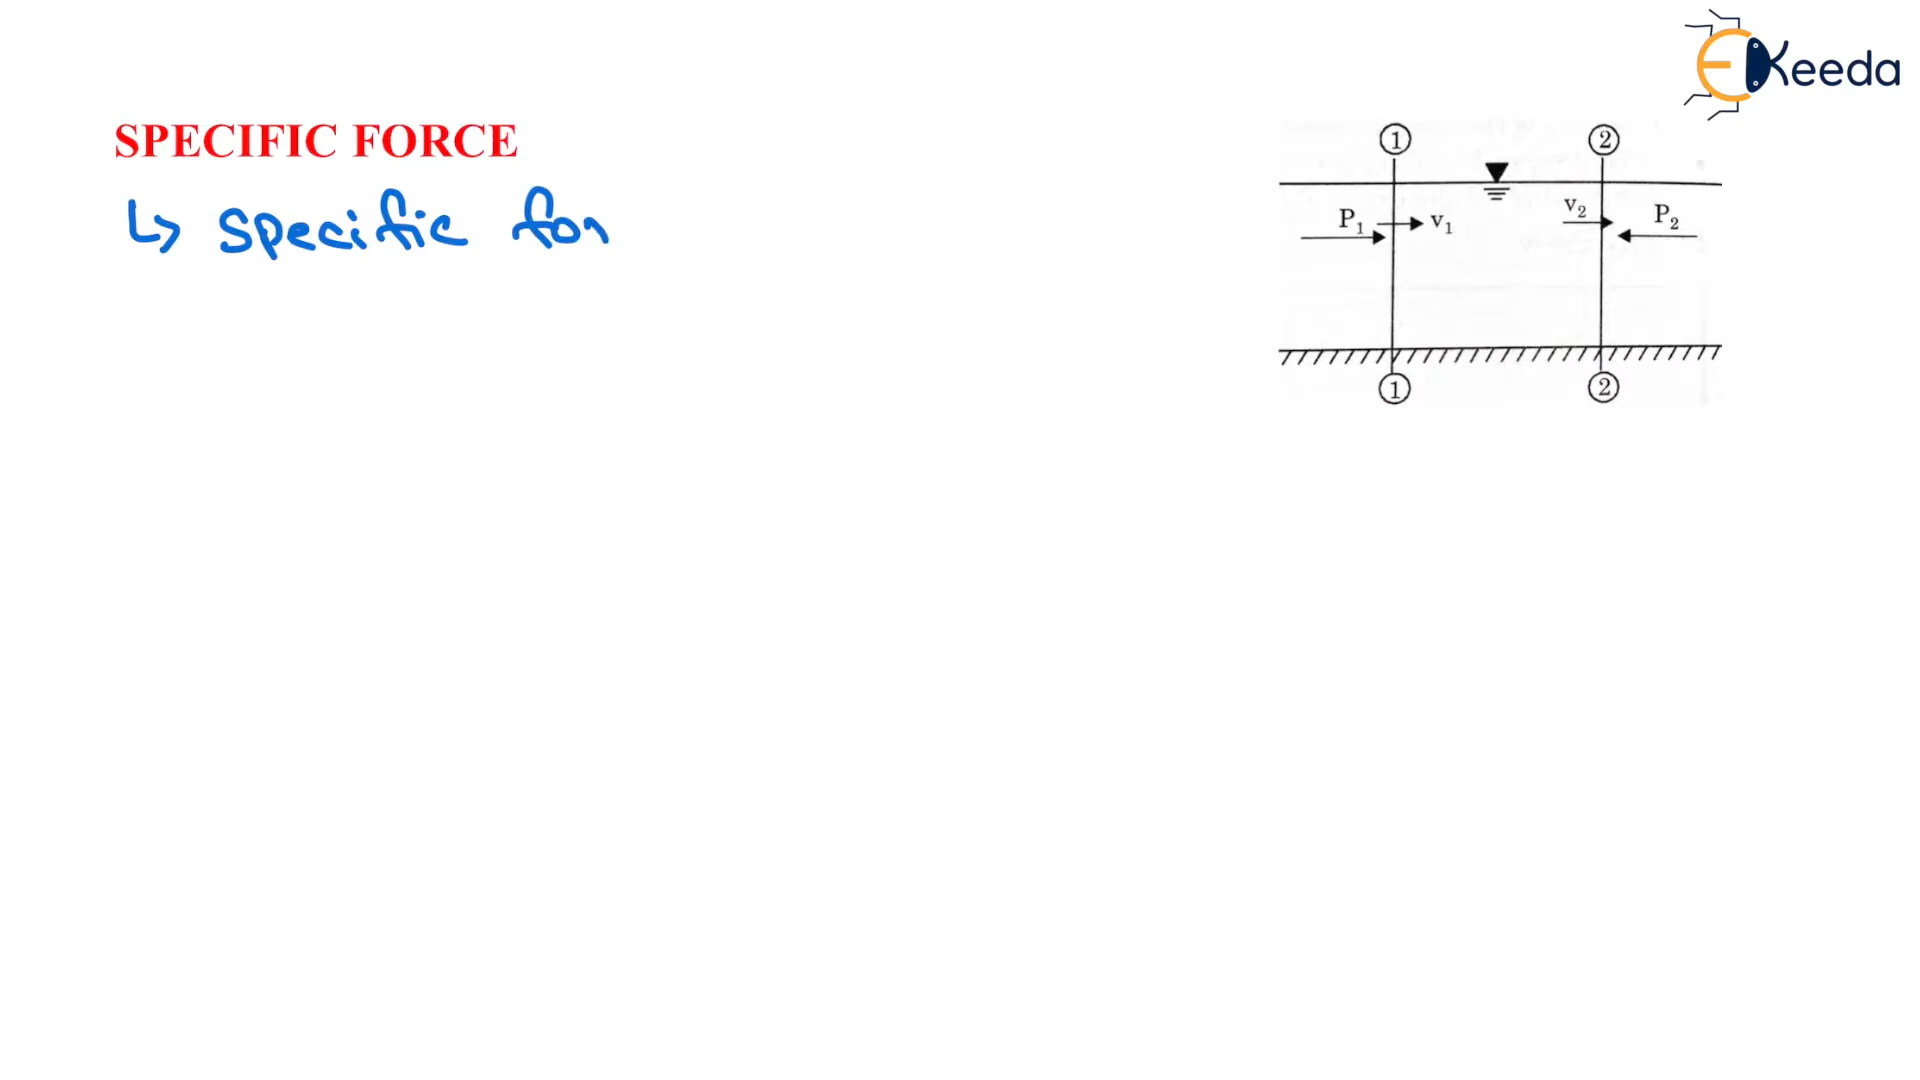 EKeeda
SPECIFIC FORCE
↳ specific for
① ②
P₁ v₁ v₂ P₂
① ②